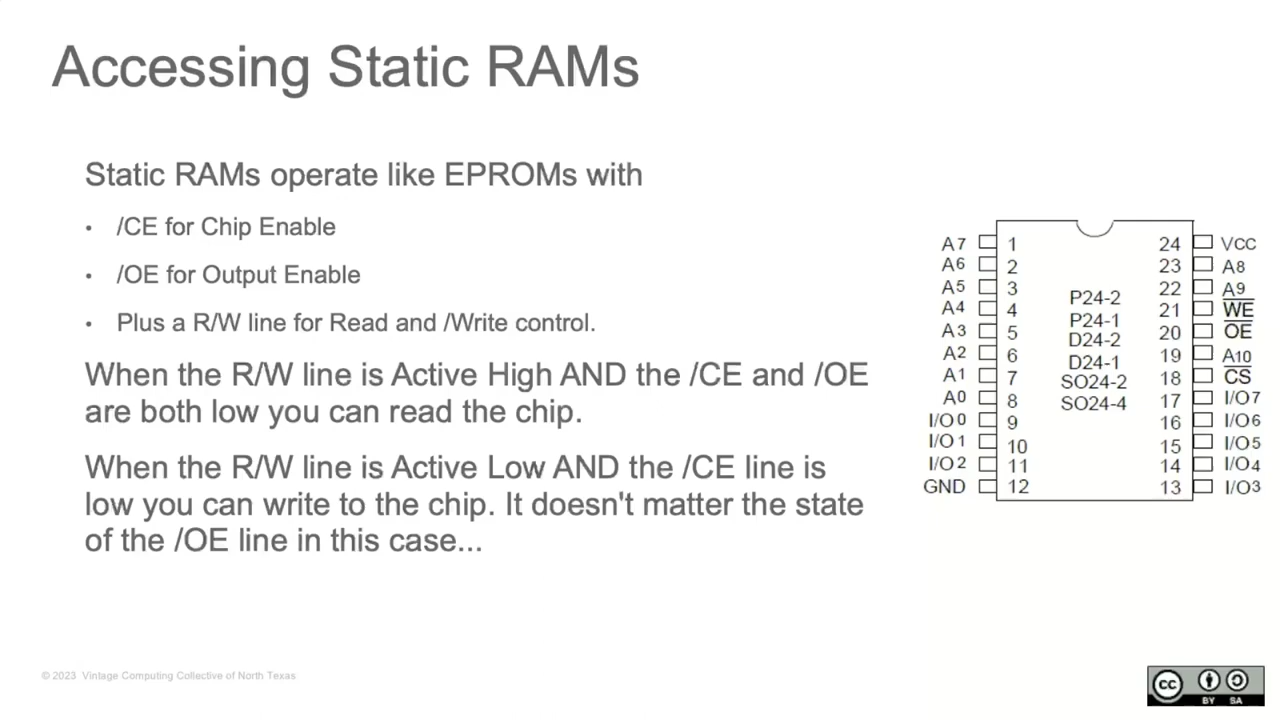 Accessing Static RAMs
Static RAMs operate like EPROMs with
• /CE for Chip Enable
• /OE for Output Enable
• Plus a R/W line for Read and /Write control.
When the R/W line is Active High AND the /CE and /OE
are both low you can read the chip.
When the R/W line is Active Low AND the /CE line is
low you can write to the chip. It doesn't matter the state
of the /OE line in this case...
A7 1 24 VCC
A6 2 23 A8
A5 3 22 A9
A4 4 21 WE
A3 5 20 OE
A2 6 19 A10
A1 7 18 CS
A0 8 17 I/O7
I/O0 9 16 I/O6
I/O1 10 15 I/O5
I/O2 11 14 I/O4
GND 12 13 I/O3
P24-2
P24-1
D24-2
D24-1
SO24-2
SO24-4
© 2023 Vintage Computing Collective of North Texas
cc BY SA